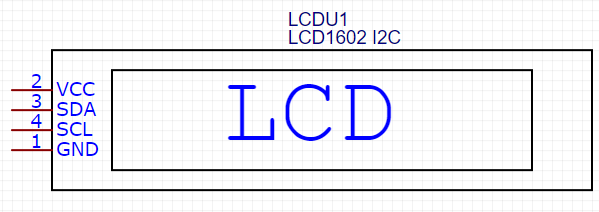 LCDU1
LCD1602 I2C
LCD
2 VCC
3 SDA
4 SCL
1 GND